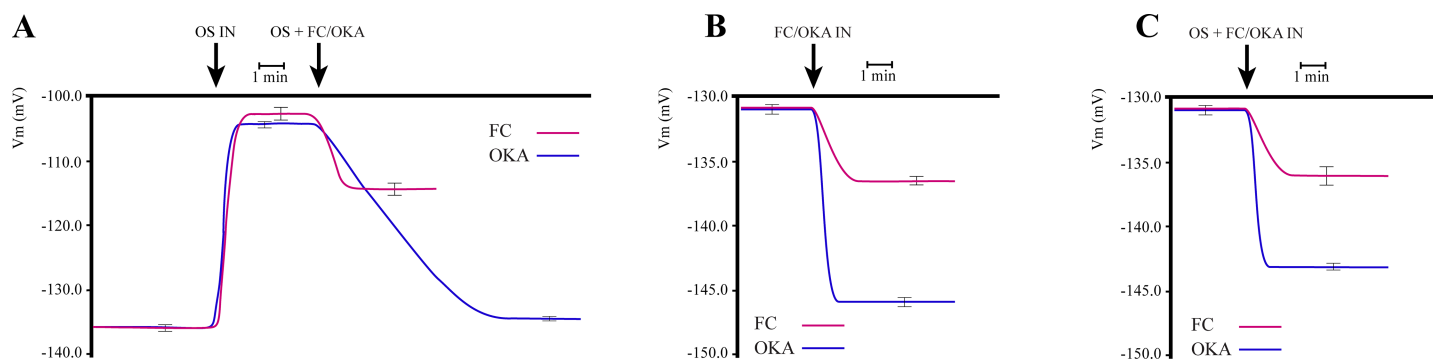 A
OS IN
OS + FC/OKA
1 min
Vm (mV)
-100.0
-110.0
-120.0
-130.0
-140.0
FC
OKA
B
FC/OKA IN
1 min
Vm (mV)
-130.0
-135.0
-140.0
-145.0
-150.0
FC
OKA
C
OS + FC/OKA IN
1 min
Vm (mV)
-130.0
-135.0
-140.0
-145.0
-150.0
FC
OKA